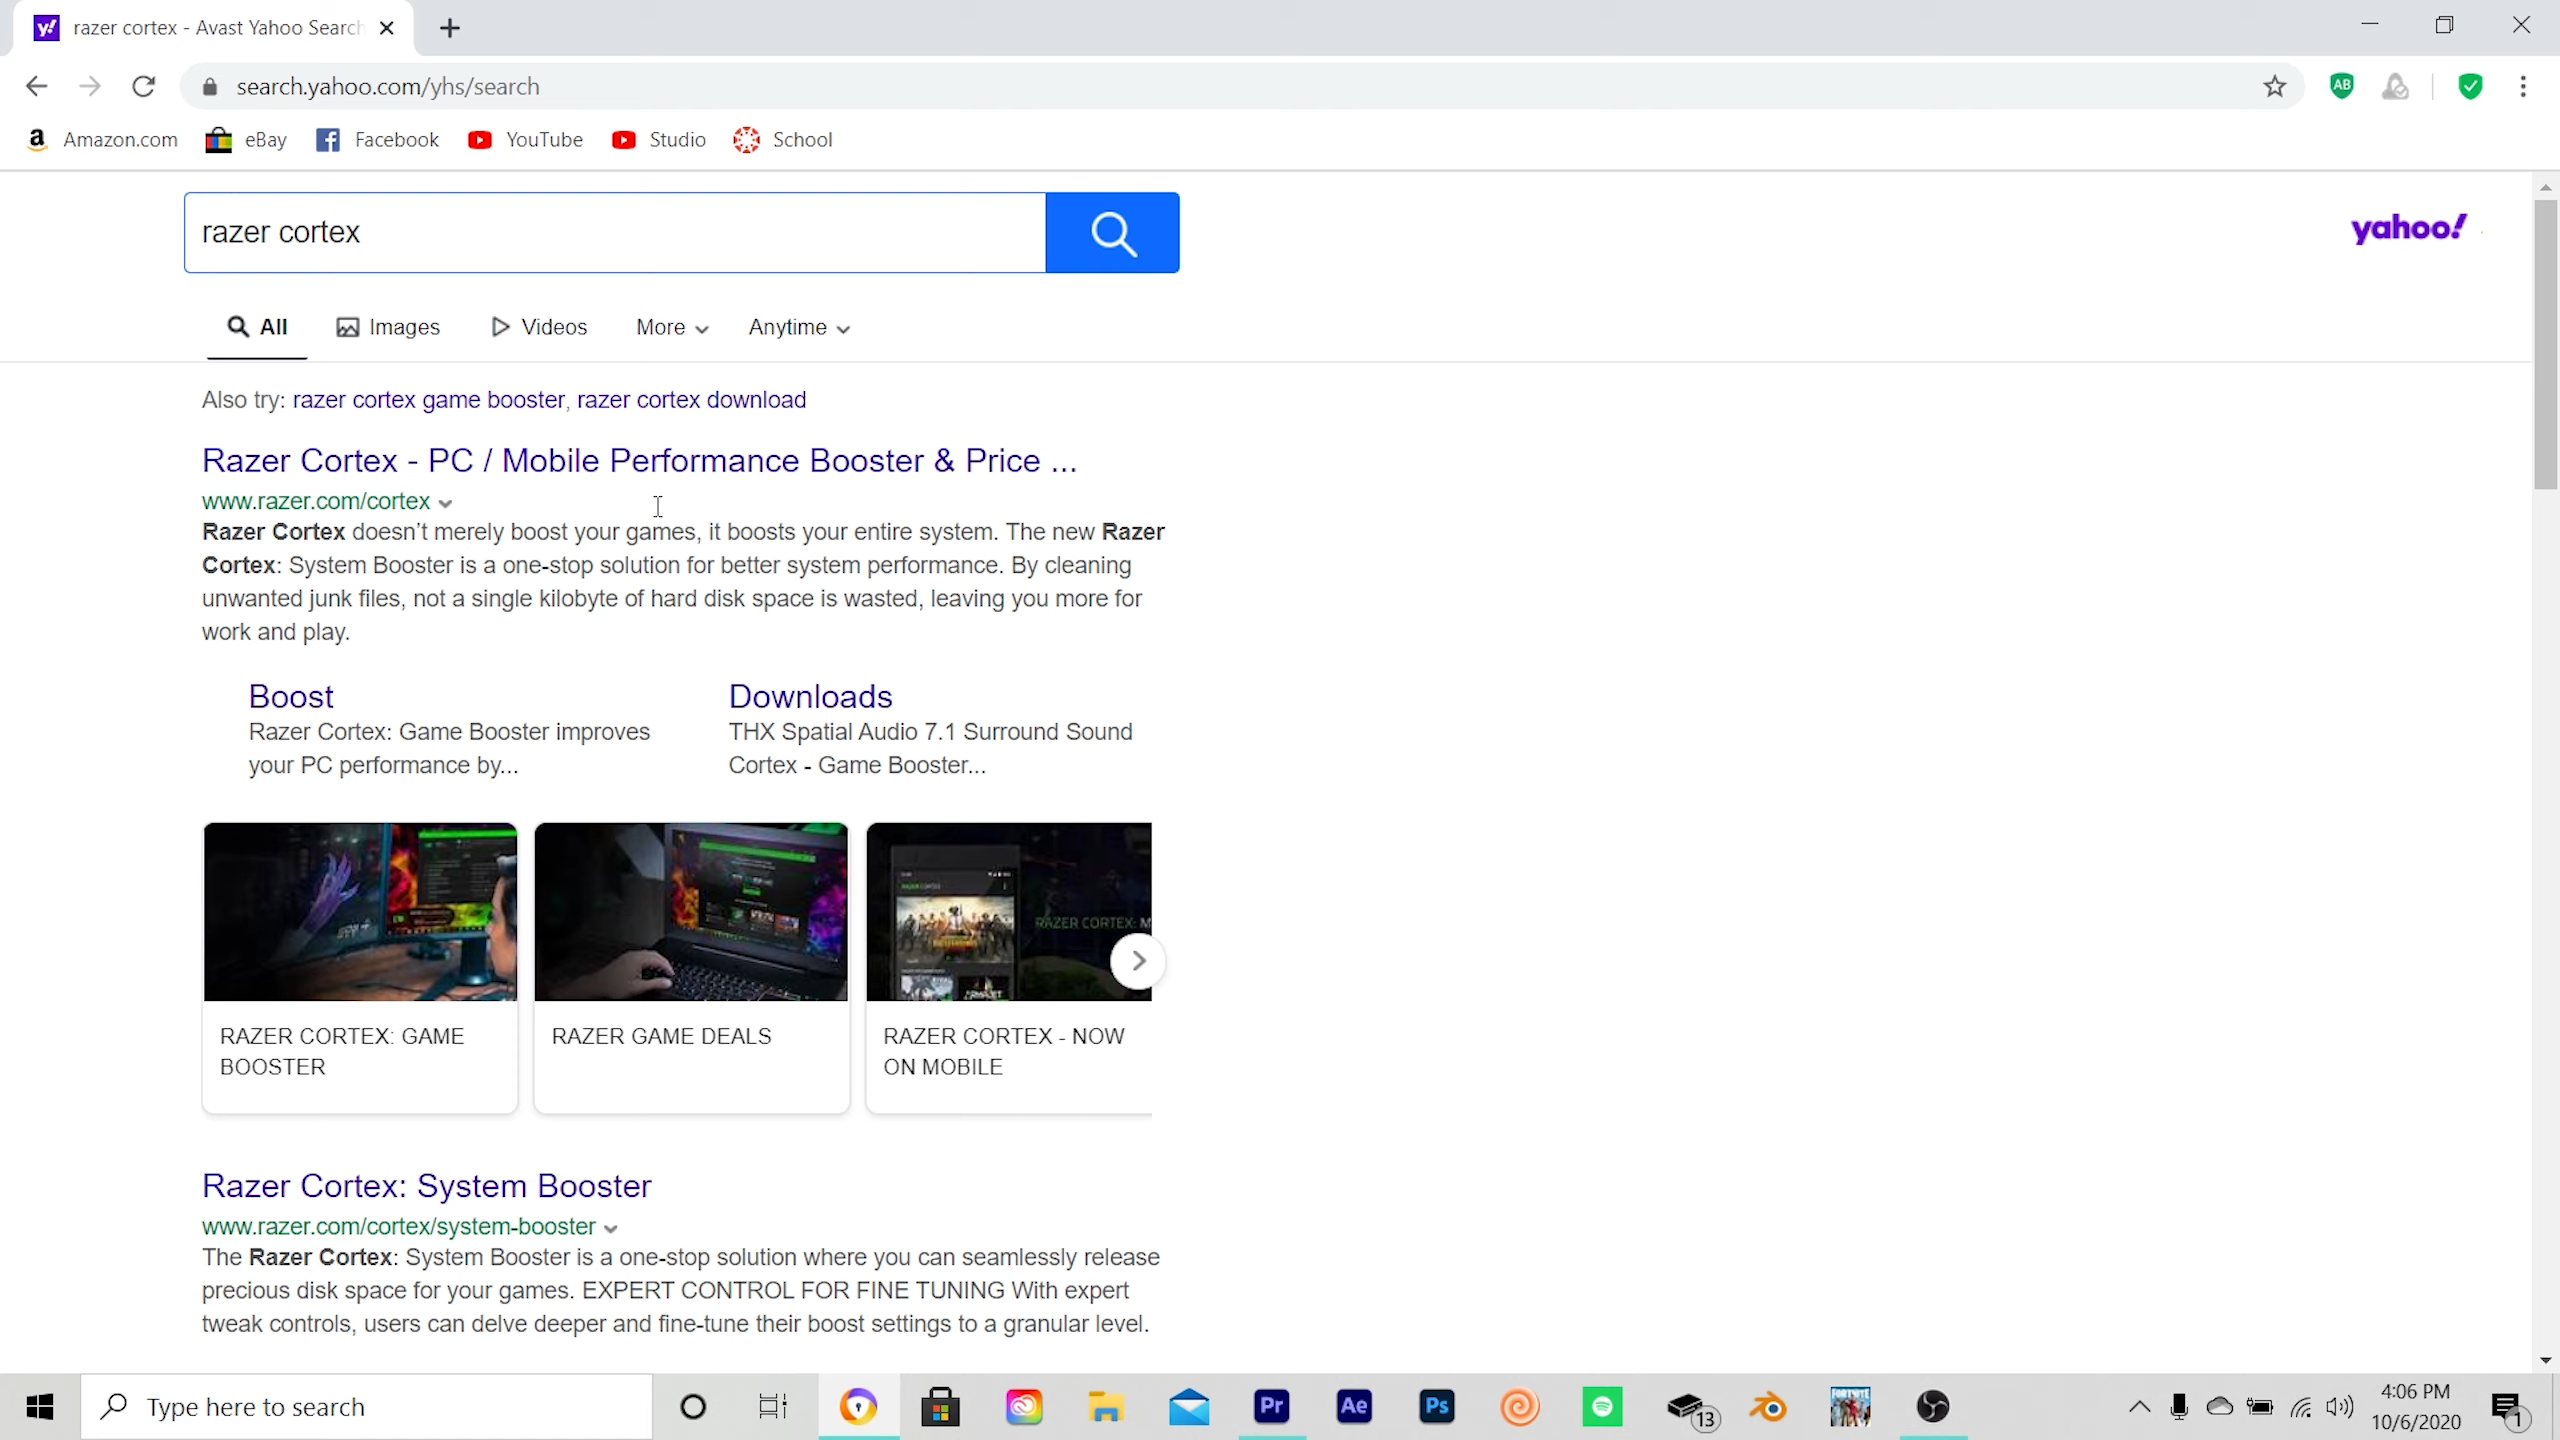 razer cortex - Avast Yahoo Search
search.yahoo.com/yhs/search
AB
Amazon.com eBay Facebook YouTube Studio School
razer cortex
yahoo!
All Images Videos More Anytime
Also try: razer cortex game booster, razer cortex download
Razer Cortex - PC / Mobile Performance Booster & Price ...
www.razer.com/cortex
Razer Cortex doesn’t merely boost your games, it boosts your entire system. The new Razer
Cortex: System Booster is a one-stop solution for better system performance. By cleaning
unwanted junk files, not a single kilobyte of hard disk space is wasted, leaving you more for
work and play.
Boost
Razer Cortex: Game Booster improves
your PC performance by...
Downloads
THX Spatial Audio 7.1 Surround Sound
Cortex - Game Booster...
RAZER CORTEX: M
RAZER CORTEX: GAME
BOOSTER
RAZER GAME DEALS
RAZER CORTEX - NOW
ON MOBILE
Razer Cortex: System Booster
www.razer.com/cortex/system-booster
The Razer Cortex: System Booster is a one-stop solution where you can seamlessly release
precious disk space for your games. EXPERT CONTROL FOR FINE TUNING With expert
tweak controls, users can delve deeper and fine-tune their boost settings to a granular level.
Type here to search
Pr Ae Ps 13 FORTNITE
4:06 PM
10/6/2020
1